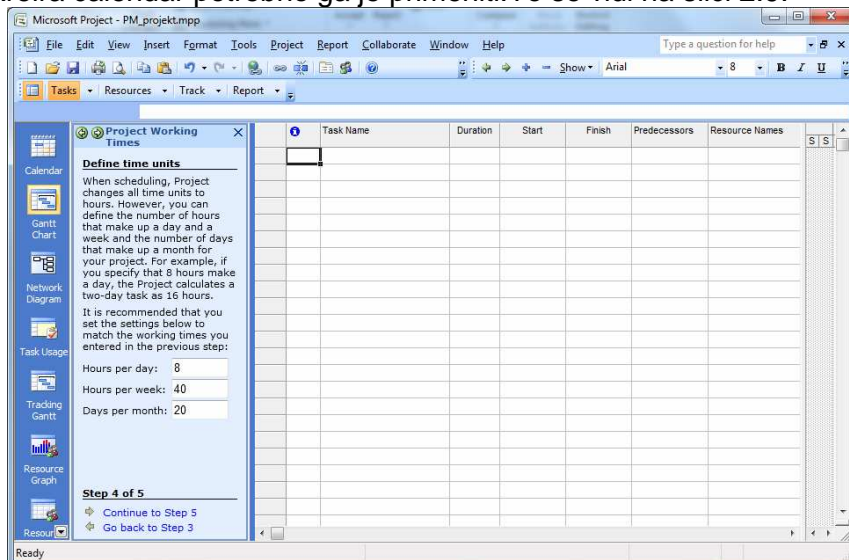 kreira calendar potrebno ga je
Microsoft Project - PM_projekt.mpp
File Edit View Insert Format Tools Project Report Collaborate Window Help
Type a question for help
Show Arial 8 B I U
Tasks Resources Track Report
Project Working Times X
Task Name Duration Start Finish Predecessors Resource Names
S S
Calendar
Gantt Chart
Network Diagram
Task Usage
Tracking Gantt
Resource Graph
Define time units
When scheduling, Project
changes all time units to
hours. However, you can
define the number of hours
that make up a day and a
week and the number of days
that make up a month for
your project. For example, if
you specify that 8 hours make
a day, the Project calculates a
two-day task as 16 hours.
It is recommended that you
set the settings below to
match the working times you
entered in the previous step:
Hours per day: 8
Hours per week: 40
Days per month: 20
Step 4 of 5
Continue to Step 5
Go back to Step 3
Resour
Ready